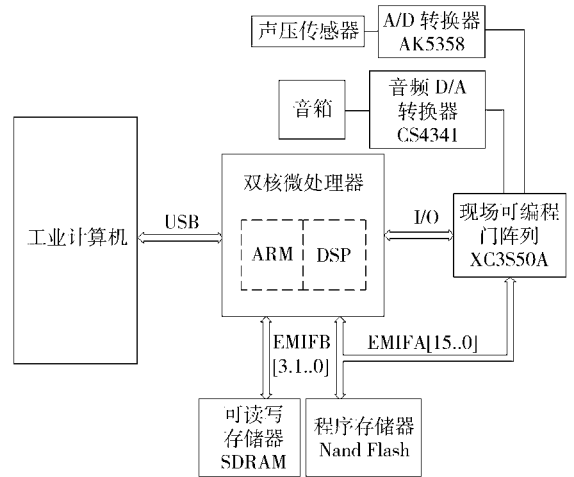 声压传感器
A/D 转换器
AK5358
音箱
音频 D/A
转换器
CS4341
双核微处理器
工业计算机
USB
ARM
DSP
I/O
现场可编程
门阵列
XC3S50A
EMIFB
[3.1..0]
EMIFA[15..0]
可读写
存储器
SDRAM
程序存储器
Nand Flash